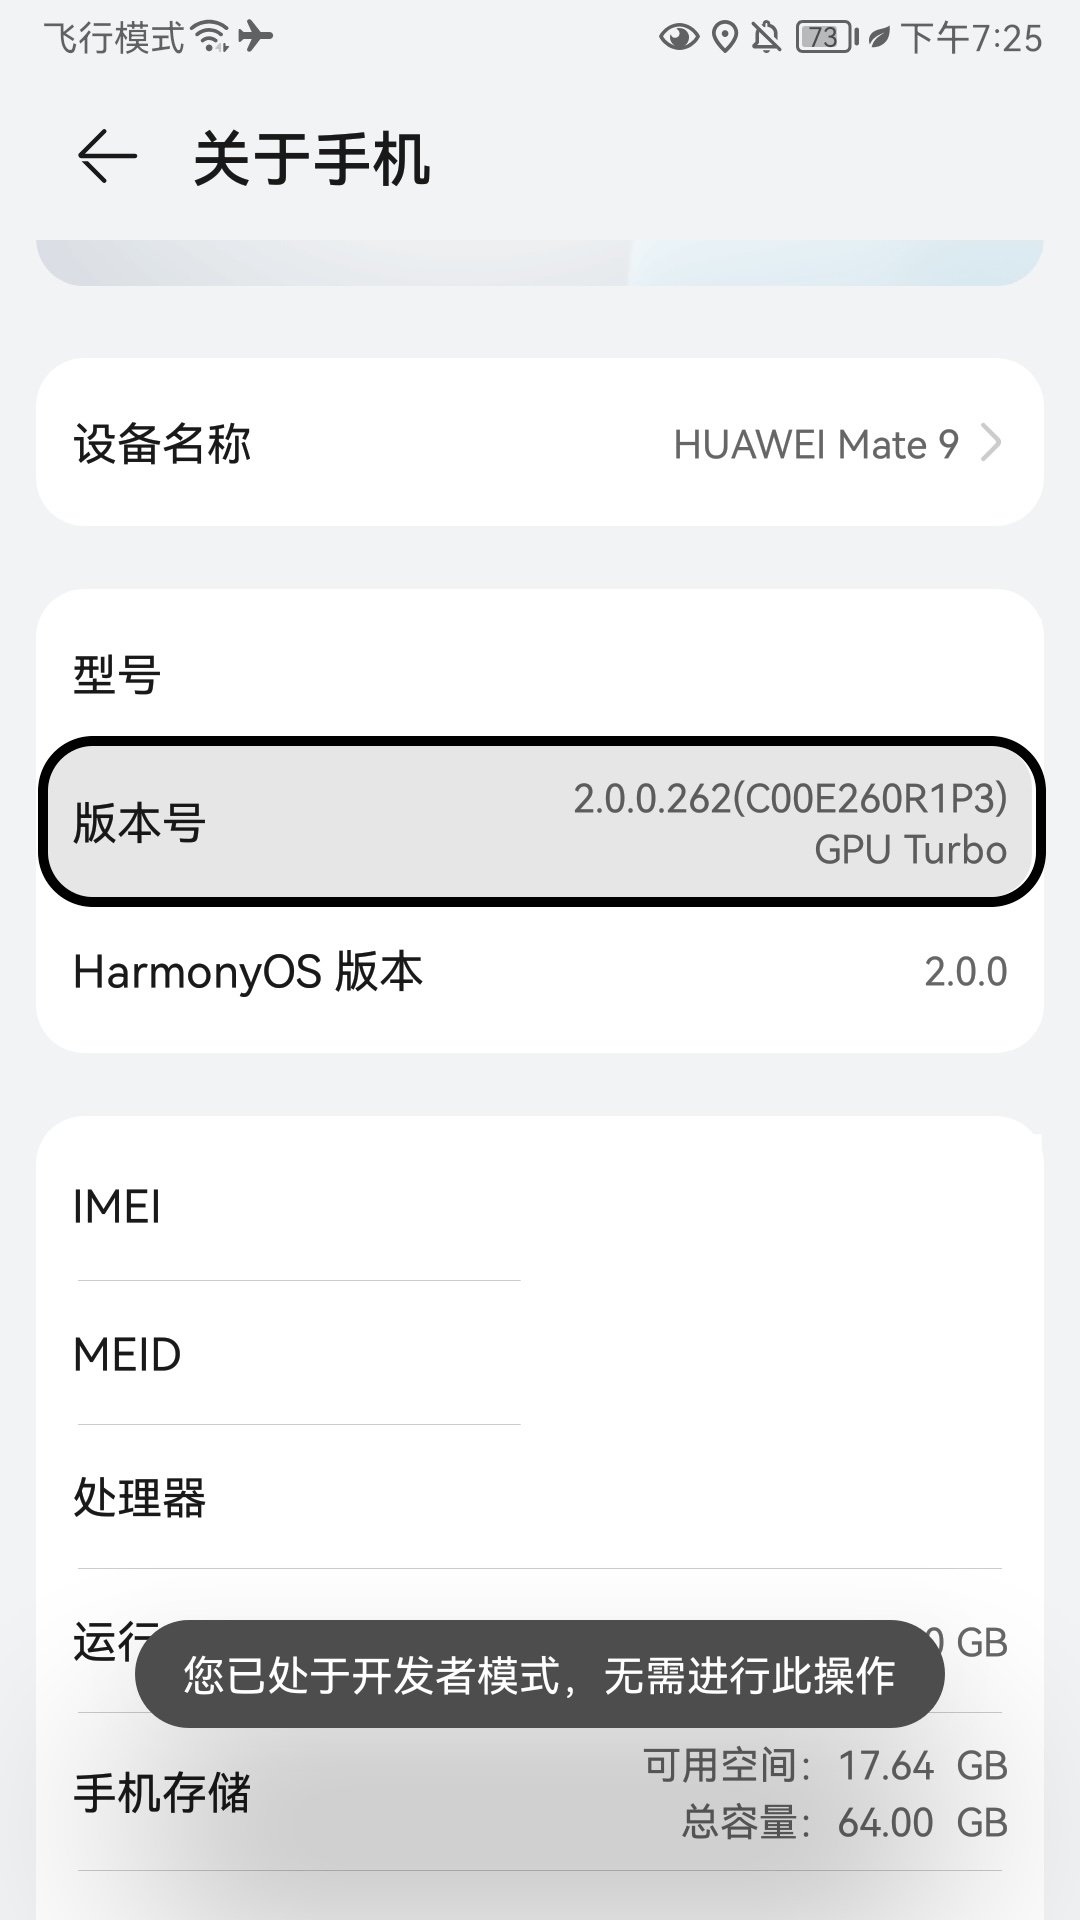 飞行模式 73 下午7:25
关于手机
设备名称 HUAWEI Mate 9
型号
版本号 2.0.0.262(C00E260R1P3)
GPU Turbo
HarmonyOS 版本 2.0.0
IMEI
MEID
处理器
运行 GB
您已处于开发者模式，无需进行此操作
手机存储 可用空间： 17.64 GB
总容量： 64.00 GB